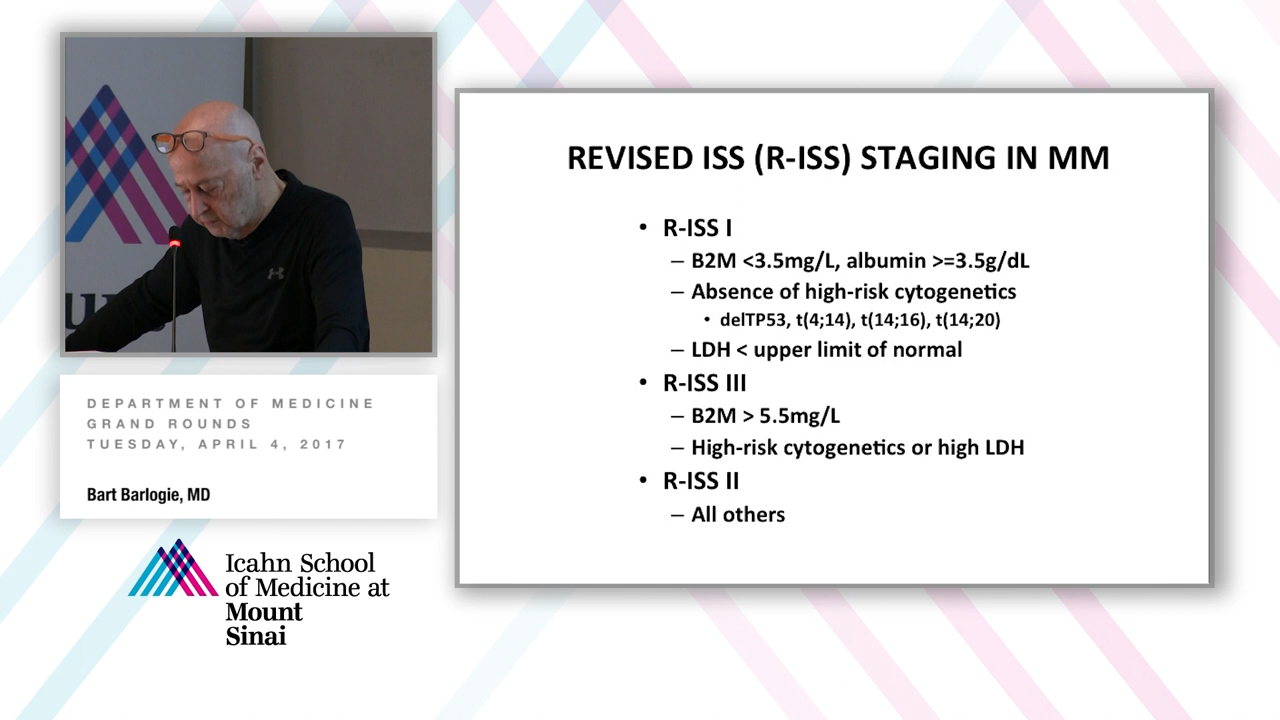 DEPARTMENT OF MEDICINE
GRAND ROUNDS
TUESDAY, APRIL 4, 2017
Bart Barlogie, MD
Icahn School
of Medicine at
Mount
Sinai
REVISED ISS (R-ISS) STAGING IN MM
• R-ISS I
– B2M <3.5mg/L, albumin >=3.5g/dL
– Absence of high-risk cytogenetics
• delTP53, t(4;14), t(14;16), t(14;20)
– LDH < upper limit of normal
• R-ISS III
– B2M > 5.5mg/L
– High-risk cytogenetics or high LDH
• R-ISS II
– All others